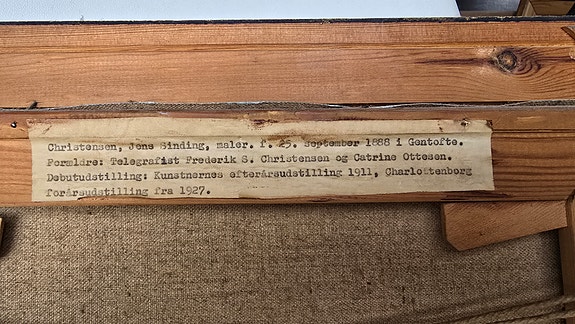 Christensen, Jens Sinding, maler. f. 25. september 1888 i Gentofte.
Formldre: Telegrafist Frederik S. Christensen og Catrine Ottesen.
Debutudstilling: Kunstnernes efterårsudstilling 1911, Charlottenborg
forårsudstilling fra 1927.